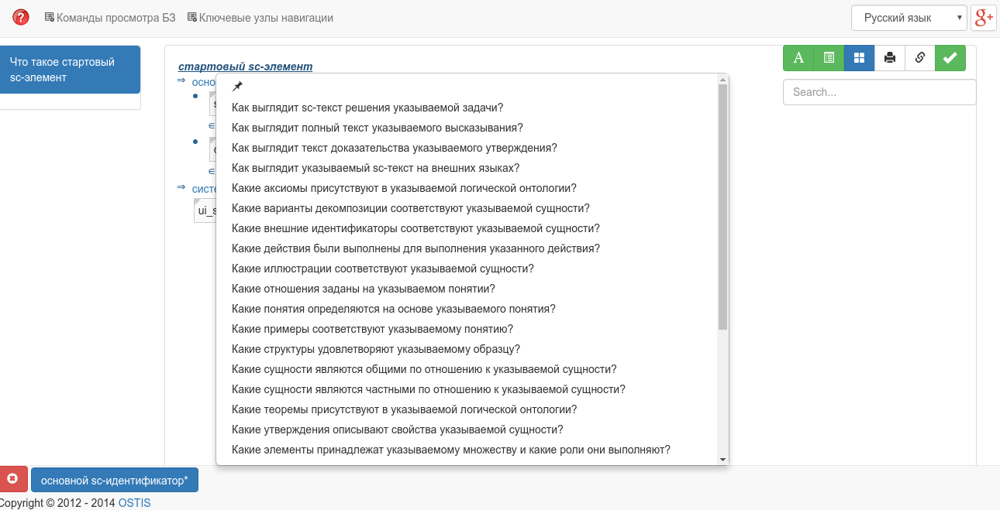 Команды просмотра БЗ
Ключевые узлы навигации
Русский язык
g+
Что такое стартовый
sc-элемент
стартовый sc-элемент
A
Search...
Как выглядит sc-текст решения указываемой задачи?
Как выглядит полный текст указываемого высказывания?
Как выглядит текст доказательства указываемого утверждения?
Как выглядит указываемый sc-текст на внешних языках?
Какие аксиомы присутствуют в указываемой логической онтологии?
Какие варианты декомпозиции соответствуют указываемой сущности?
Какие внешние идентификаторы соответствуют указываемой сущности?
Какие действия были выполнены для выполнения указанного действия?
Какие иллюстрации соответствуют указываемой сущности?
Какие отношения заданы на указываемом понятии?
Какие понятия определяются на основе указываемого понятия?
Какие примеры соответствуют указываемому понятию?
Какие структуры удовлетворяют указываемому образцу?
Какие сущности являются общими по отношению к указываемой сущности?
Какие сущности являются частными по отношению к указываемой сущности?
Какие теоремы присутствуют в указываемой логической онтологии?
Какие утверждения описывают свойства указываемой сущности?
Какие элементы принадлежат указываемому множеству и какие роли они выполняют?
основной sc-идентификатор*
Copyright © 2012 - 2014 OSTIS